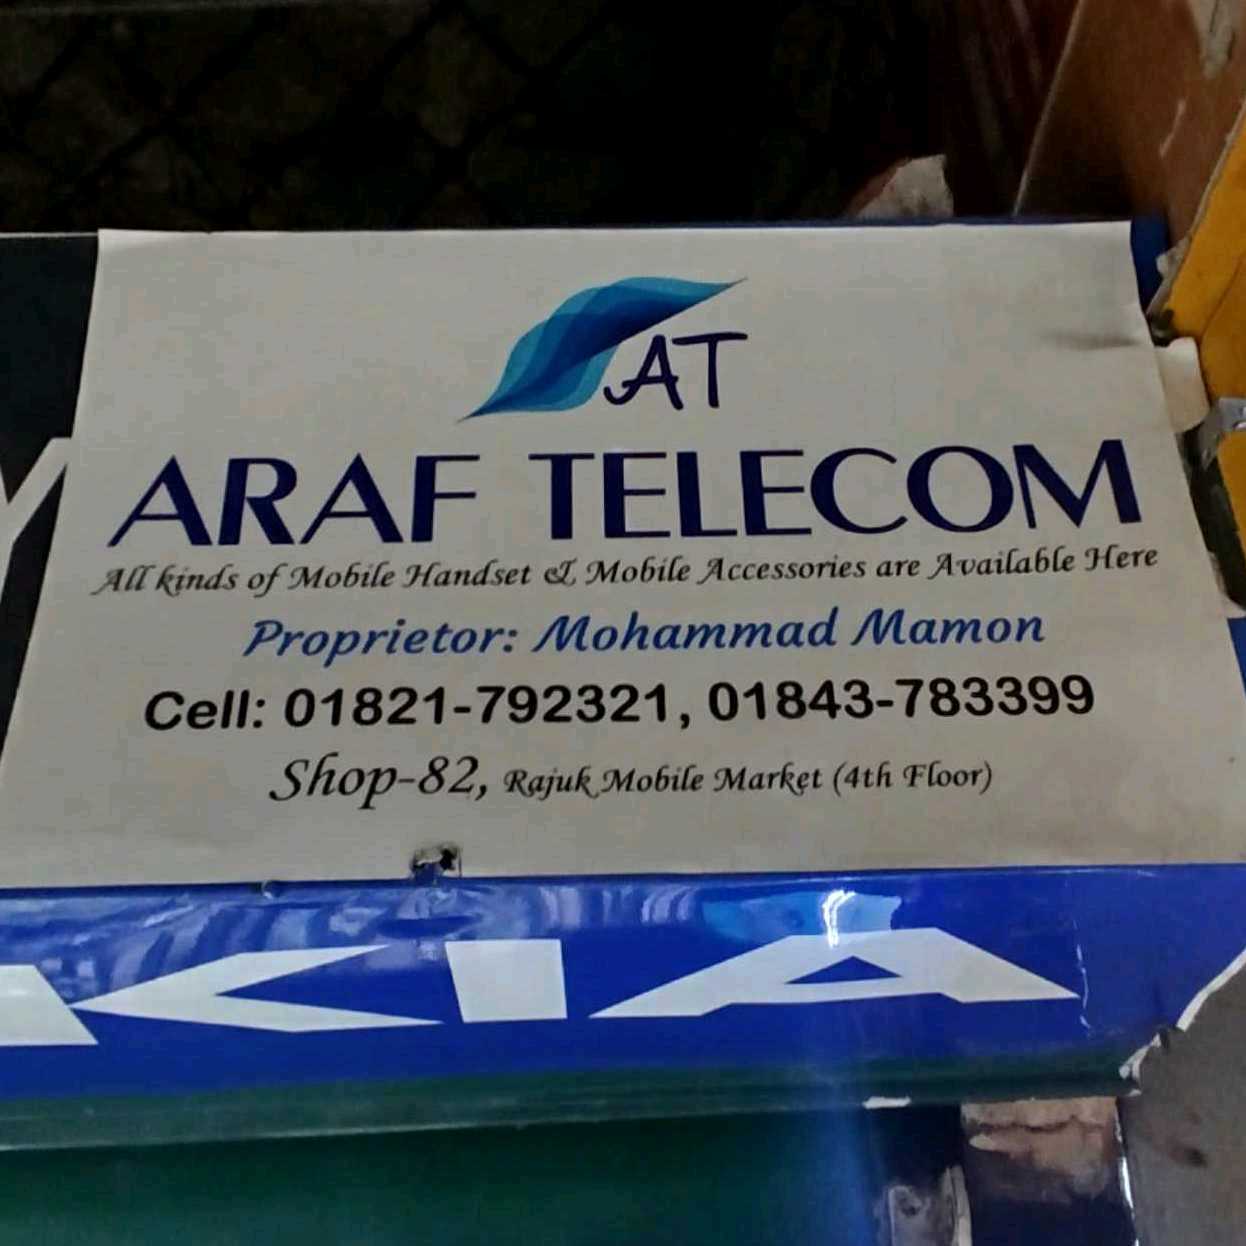 AT
ARAF TELECOM
All kinds of Mobile Handset & Mobile Accessories are Available Here
Proprietor: Mohammad Mamon
Cell: 01821-792321, 01843-783399
Shop-82, Rajuk Mobile Market (4th Floor)
KIA